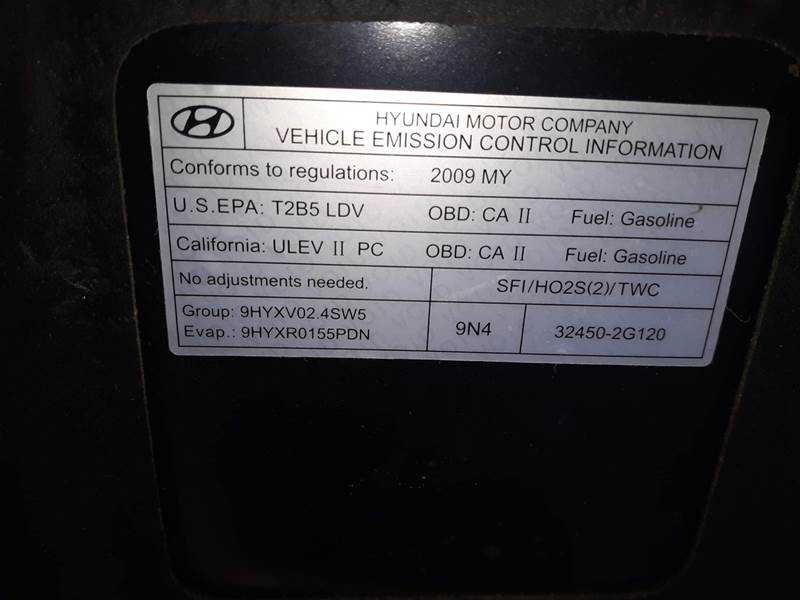 HYUNDAI MOTOR COMPANY
VEHICLE EMISSION CONTROL INFORMATION
Conforms to regulations: 2009 MY
U.S.EPA: T2B5 LDV OBD: CA II Fuel: Gasoline
California: ULEV II PC OBD: CA II Fuel: Gasoline
No adjustments needed. SFI/HO2S(2)/TWC
Group: 9HYXV02.4SW5
Evap.: 9HYXR0155PDN 9N4 32450-2G120